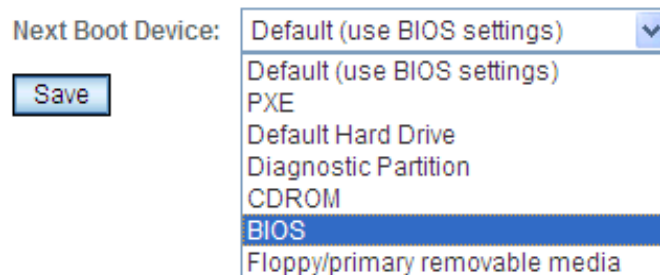 Next Boot Device: Default (use BIOS settings)
Save
Default (use BIOS settings)
PXE
Default Hard Drive
Diagnostic Partition
CDROM
BIOS
Floppy/primary removable media